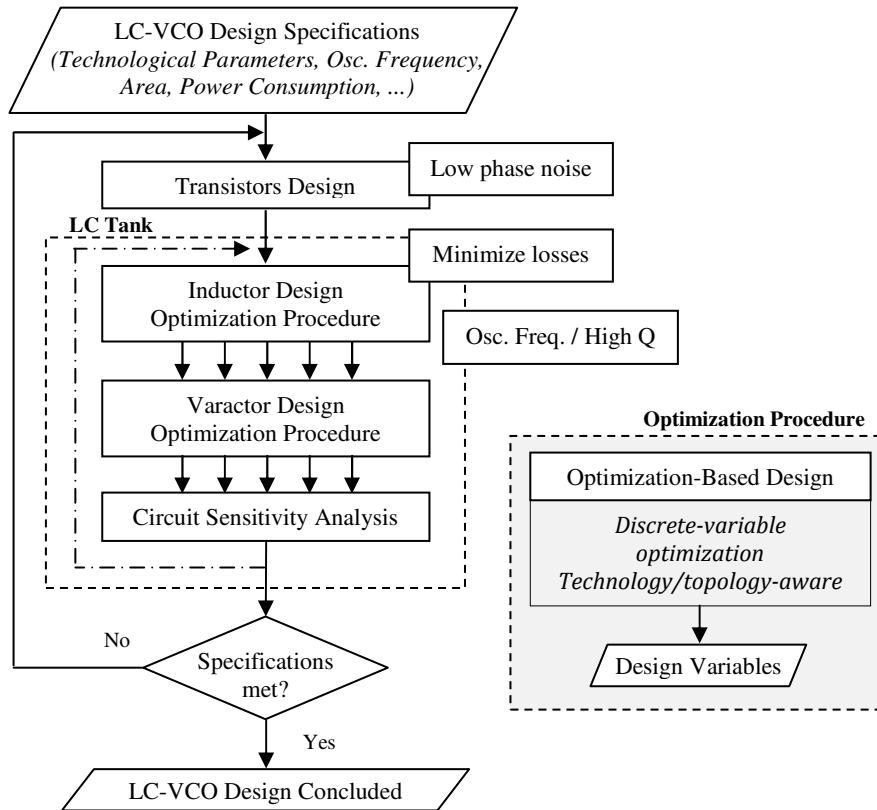 LC-VCO Design Specifications
(Technological Parameters, Osc. Frequency,
Area, Power Consumption, ...)
Low phase noise
Transistors Design
LC Tank
Minimize losses
Inductor Design
Optimization Procedure
Osc. Freq. / High Q
Varactor Design
Optimization Procedure
Circuit Sensitivity Analysis
No
Specifications
met?
Yes
LC-VCO Design Concluded
Optimization Procedure
Optimization-Based Design
Discrete-variable
optimization
Technology/topology-aware
Design Variables